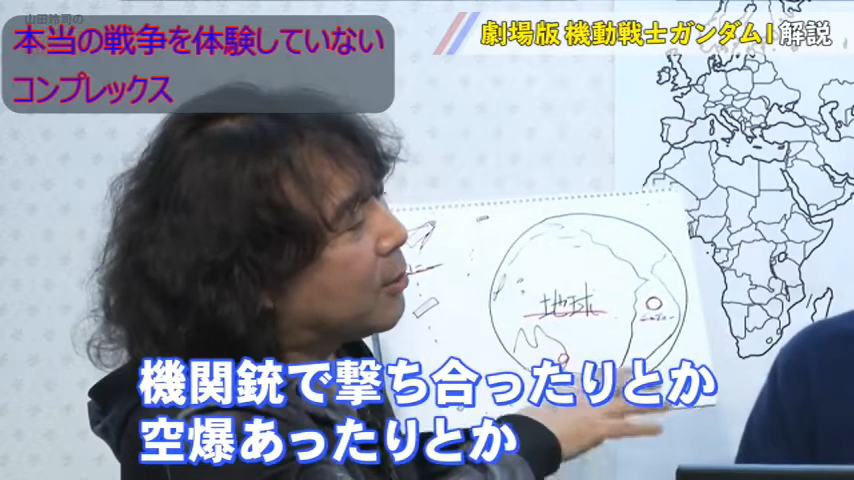 山田玲司の
本当の戦争を体験していない
コンプレックス
劇場版 機動戦士ガンダムⅠ 解説
地球
機関銃で撃ち合ったりとか
空爆あったりとか